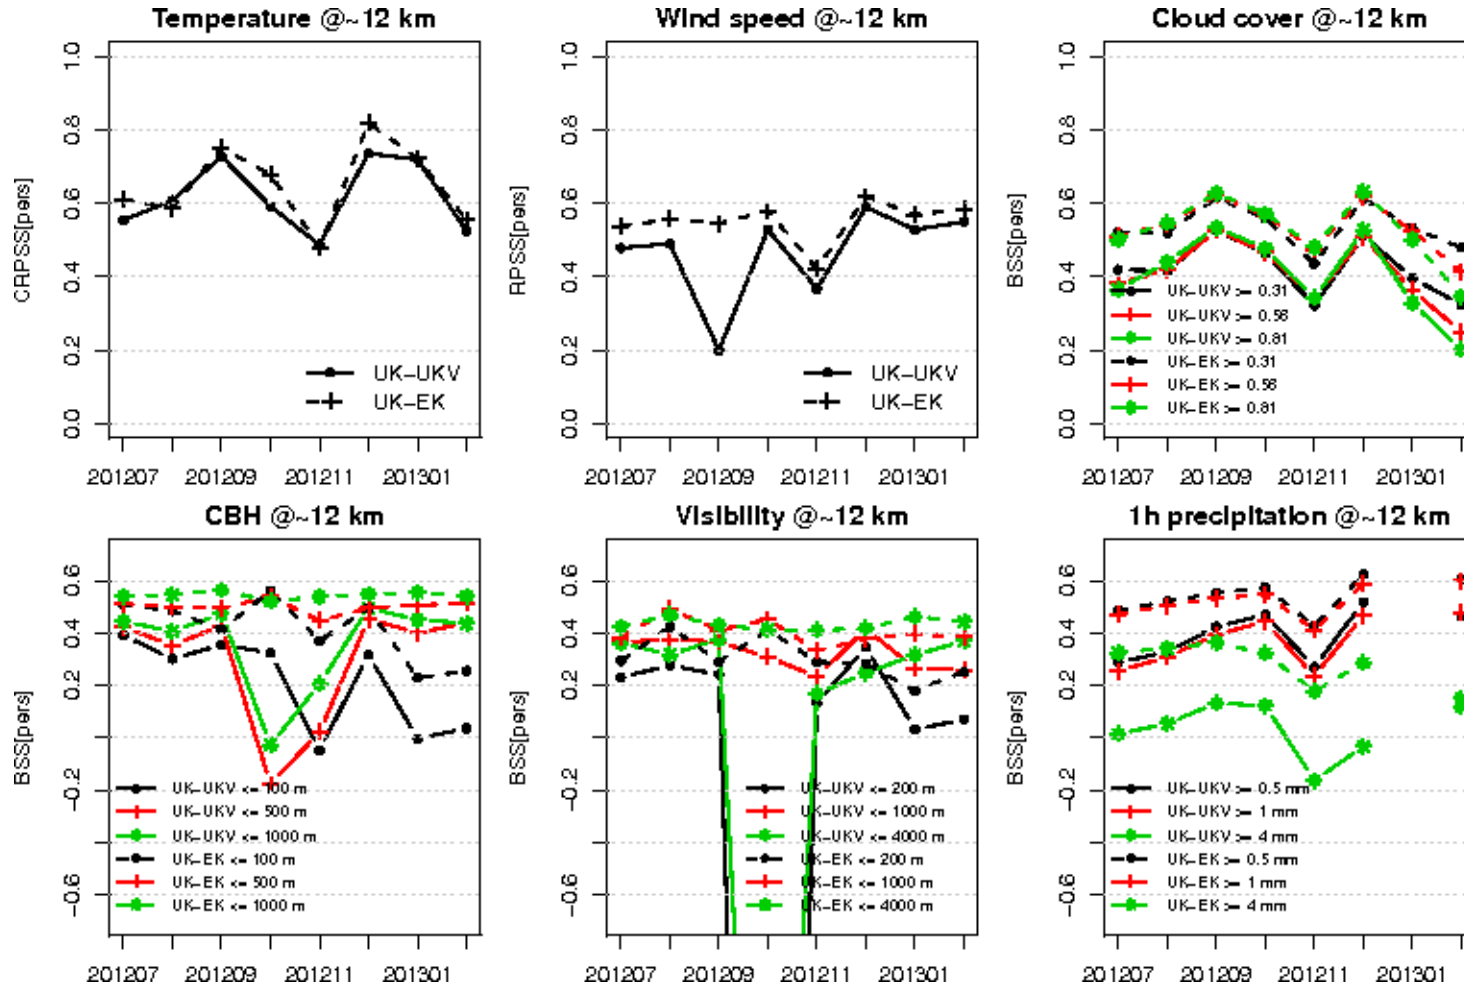 Temperature @~12 km
Wind speed @~12 km
Cloud cover @~12 km
CRPSS[pers]
0.0 0.2 0.4 0.6 0.8 1.0
UK-UKV
UK-EK
201207 201209 201211 201301
RPSS[pers]
0.0 0.2 0.4 0.6 0.8 1.0
UK-UKV
UK-EK
201207 201209 201211 201301
BSS[pers]
0.0 0.2 0.4 0.6 0.8 1.0
UK-UKV >= 0.31
UK-UKV >= 0.56
UK-UKV >= 0.81
UK-EK >= 0.31
UK-EK >= 0.56
UK-EK >= 0.81
201207 201209 201211 201301
CBH @~12 km
Visibility @~12 km
1h precipitation @~12 km
BSS[pers]
-0.6 -0.2 0.2 0.4 0.6
UK-UKV <= 100 m
UK-UKV <= 500 m
UK-UKV <= 1000 m
UK-EK <= 100 m
UK-EK <= 500 m
UK-EK <= 1000 m
201207 201209 201211 201301
BSS[pers]
-0.6 -0.2 0.2 0.4 0.6
UK-UKV <= 200 m
UK-UKV <= 1000 m
UK-UKV <= 4000 m
UK-EK <= 200 m
UK-EK <= 1000 m
UK-EK <= 4000 m
201207 201209 201211 201301
BSS[pers]
-0.6 -0.2 0.2 0.4 0.6
UK-UKV >= 0.5 mm
UK-UKV >= 1 mm
UK-UKV >= 4 mm
UK-EK >= 0.5 mm
UK-EK >= 1 mm
UK-EK >= 4 mm
201207 201209 201211 201301